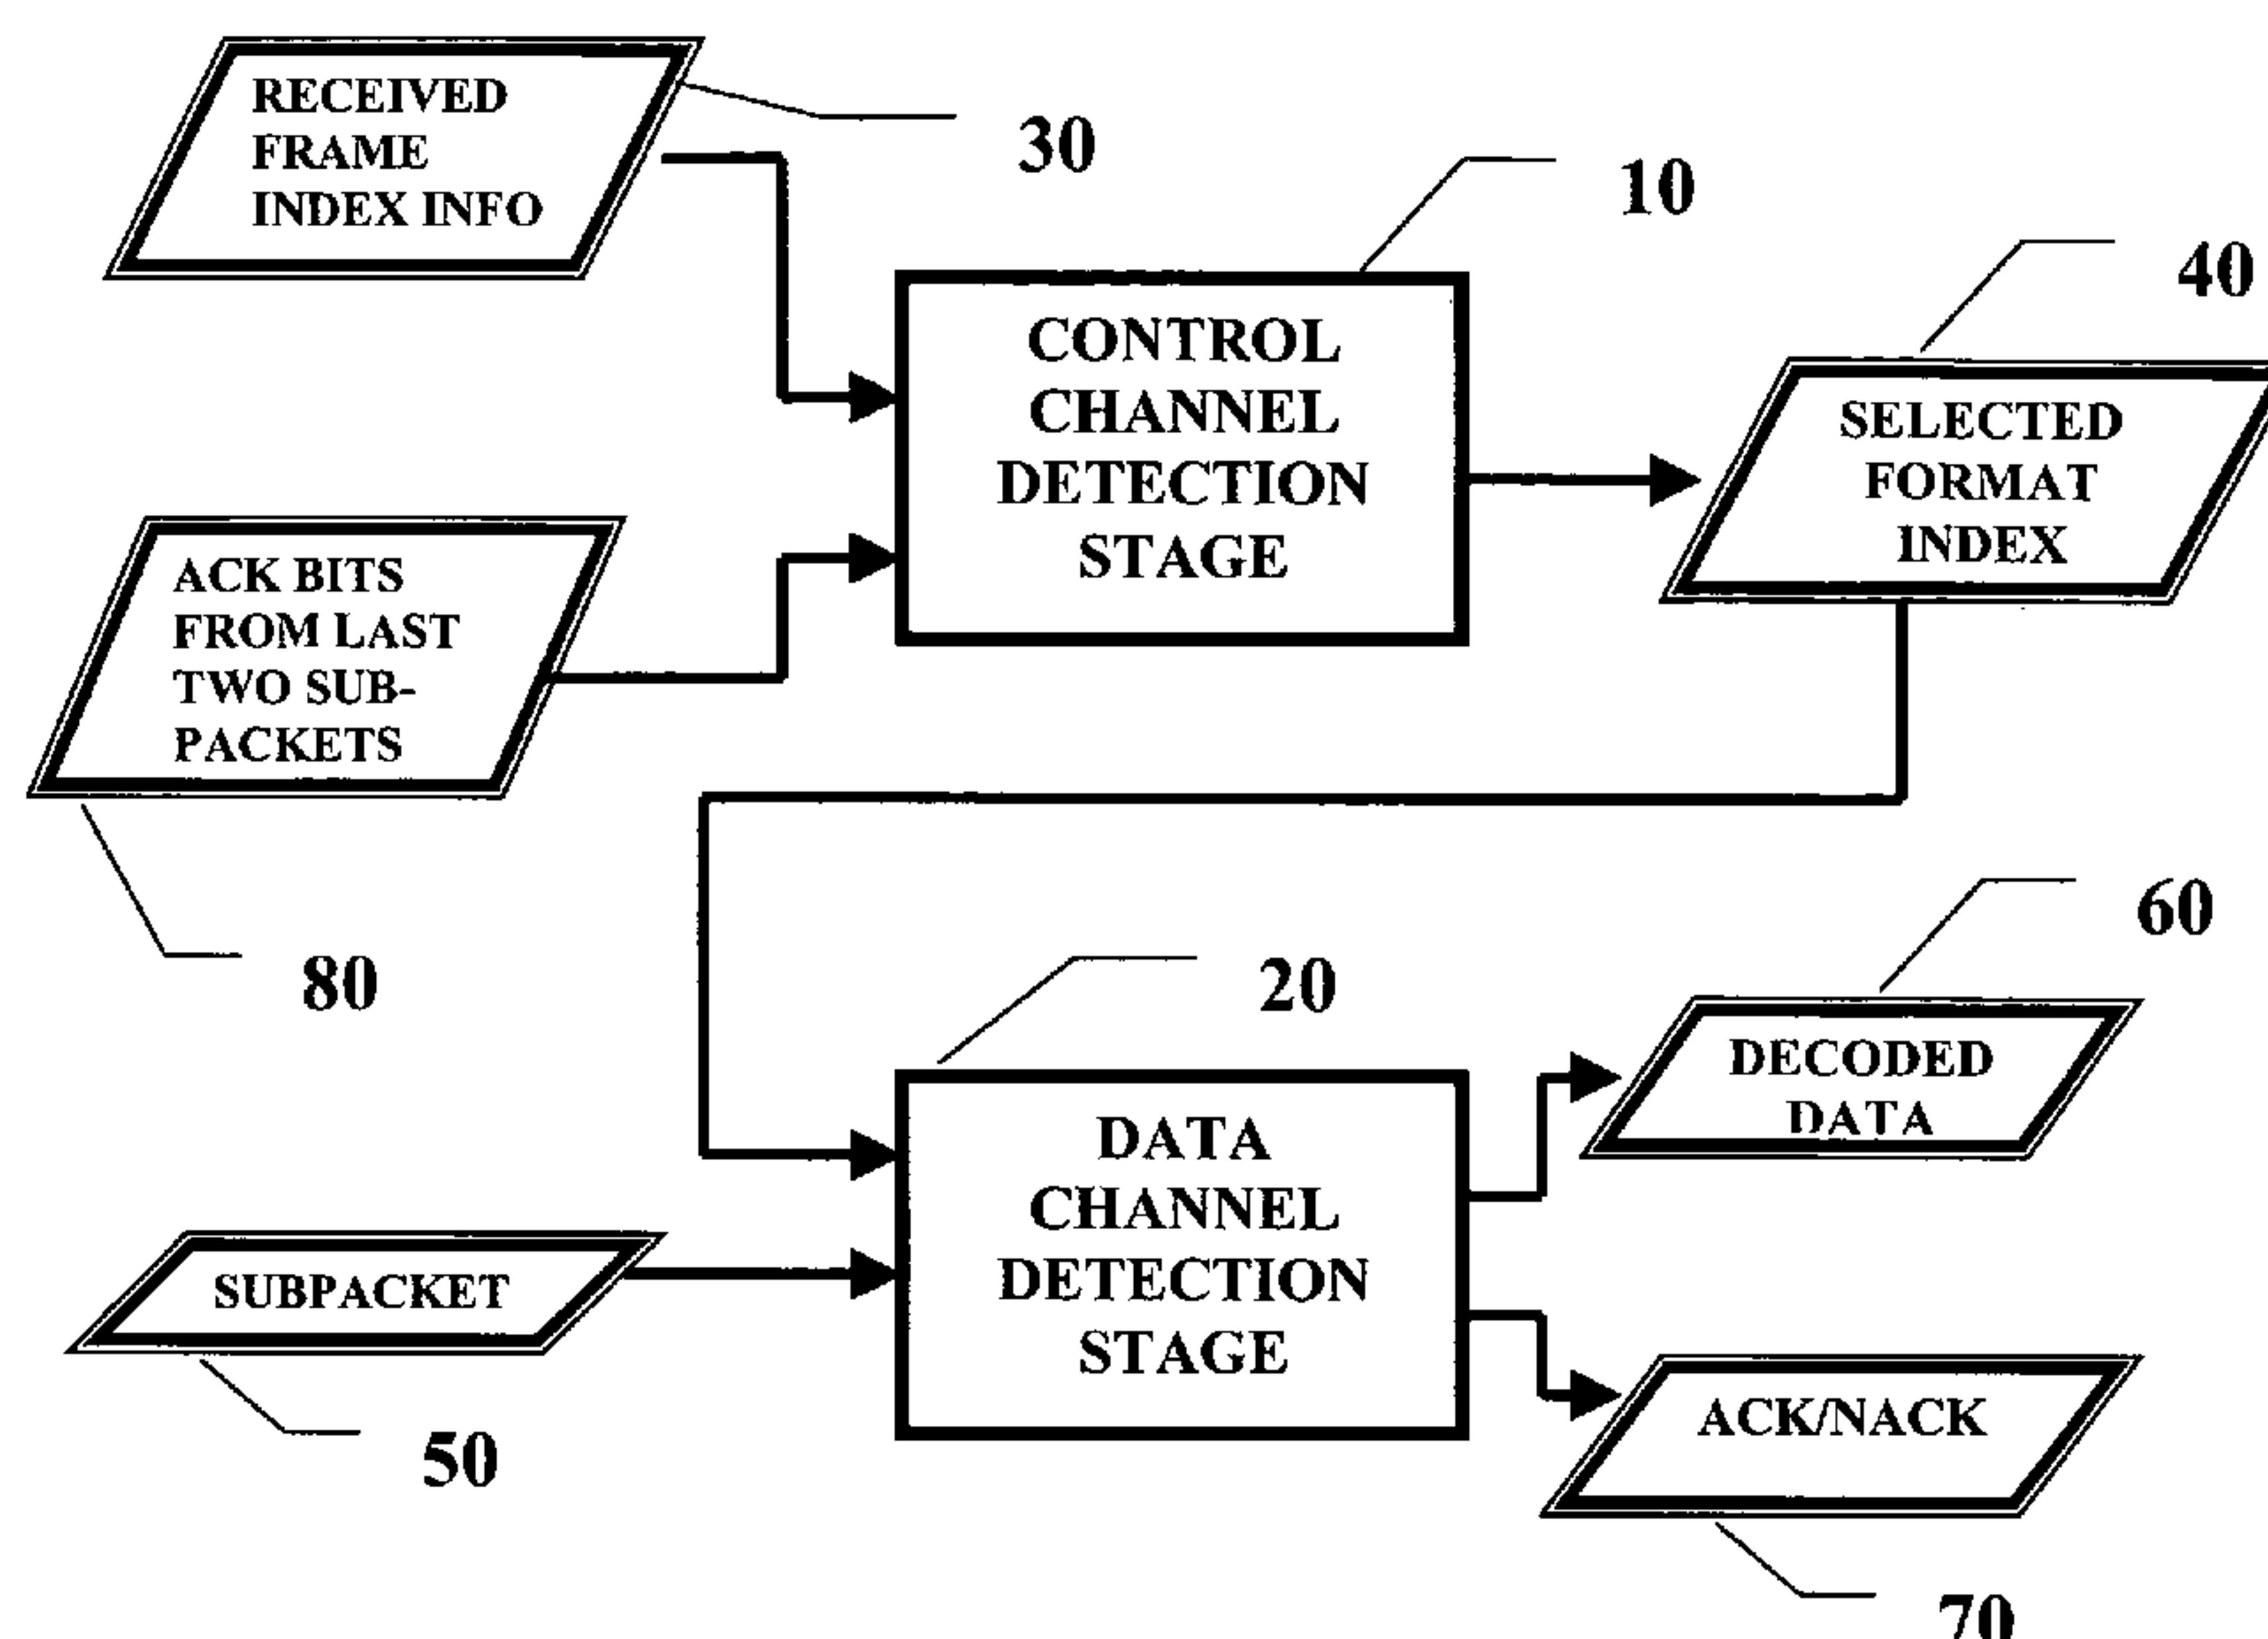 RECEIVED
FRAME
INDEX INFO
30
10
40
CONTROL
CHANNEL
DETECTION
STAGE
SELECTED
FORMAT
INDEX
ACK BITS
FROM LAST
TWO SUB-
PACKETS
80
20
60
DATA
CHANNEL
DETECTION
STAGE
DECODED
DATA
SUBPACKET
50
ACK/NACK
70